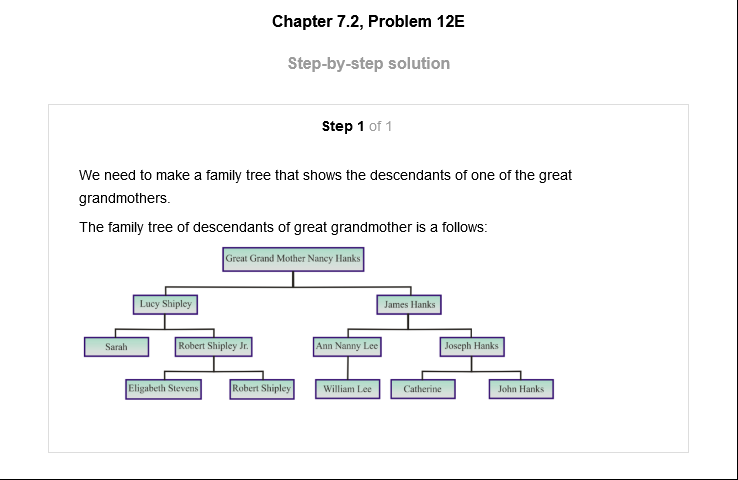 Chapter 7.2, Problem 12E
Step-by-step solution
Step 1 of 1
We need to make a family tree that shows the descendants of one of the great
grandmothers.
The family tree of descendants of great grandmother is a follows:
Great Grand Mother Nancy Hanks
Lucy Shipley James Hanks
Sarah Robert Shipley Jr. Ann Nanny Lee Joseph Hanks
Eligabeth Stevens Robert Shipley William Lee Catherine John Hanks